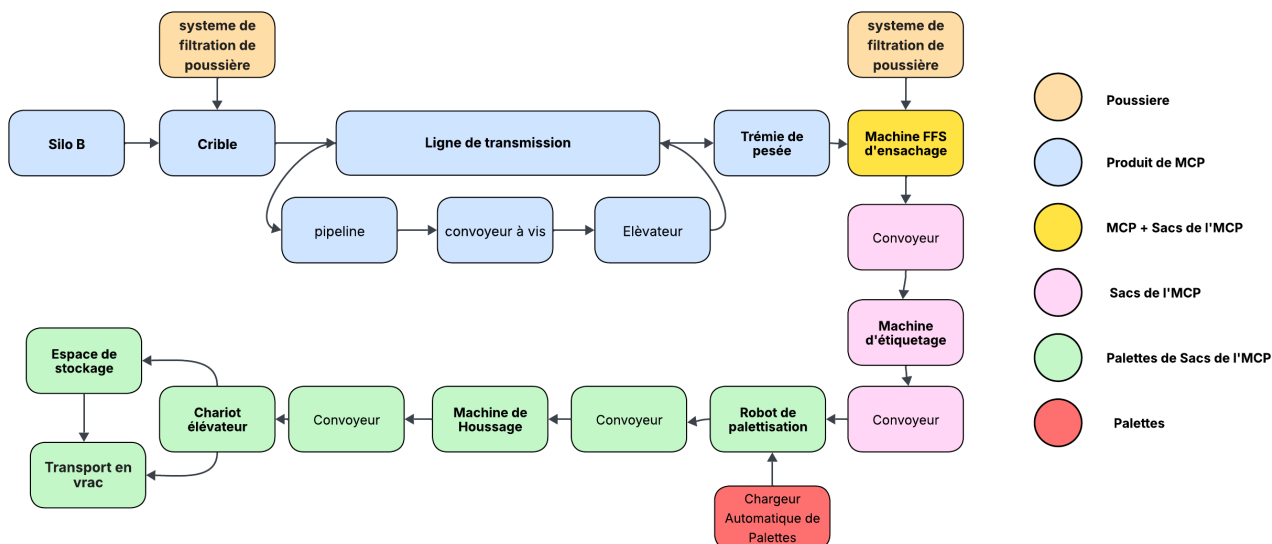 systeme de
filtration de
poussière
systeme de
filtration de
poussière
Silo B
Crible
Ligne de transmission
Trémie de
pesée
Machine FFS
d'ensachage
pipeline
convoyeur à vis
Elèvateur
Convoyeur
Machine
d'étiquetage
Espace de
stockage
Chariot
élévateur
Convoyeur
Machine de
Houssage
Convoyeur
Robot de
palettisation
Convoyeur
Transport en
vrac
Chargeur
Automatique de
Palettes
Poussiere
Produit de MCP
MCP + Sacs de l'MCP
Sacs de l'MCP
Palettes de Sacs de l'MCP
Palettes